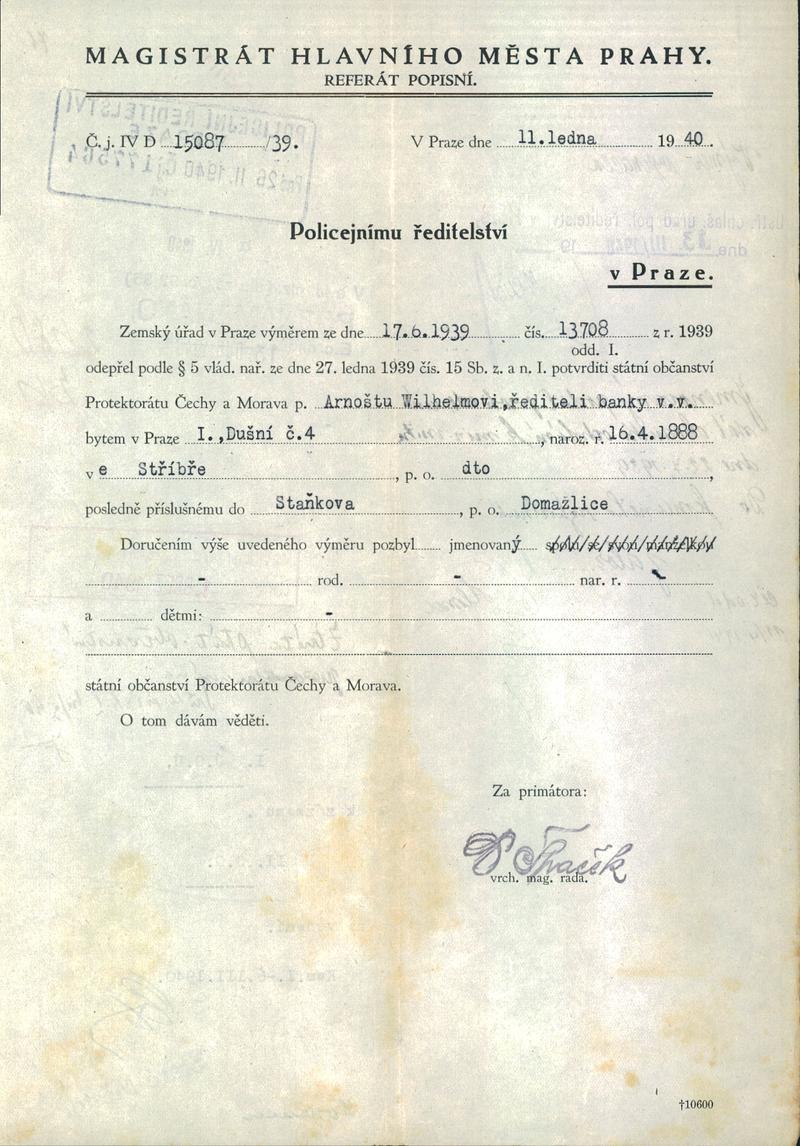 MAGISTRÁT HLAVNÍHO MĚSTA PRAHY.
REFERÁT POPISNÍ.
Č. j. IV D 15087 /39. V Praze dne 11.ledna 1940.
Policejnímu ředitelství
v Praze.
Zemský úřad v Praze výměrem ze dne 17.6.1939 čís. 13708 z r. 1939
odd. I.
odepřel podle § 5 vlád. nař. ze dne 27. ledna 1939 čís. 15 Sb. z. a n. I. potvrditi státní občanství
Protektorátu Čechy a Morava p. Arnoštu Wilhelmovi,řediteli banky v.v.
bytem v Praze I.,Dušní č.4 , naroz. r. 16.4.1888
v e Stříbře , p. o. dto ,
posledně příslušnému do Staňkova , p. o. Domažlice
Doručením výše uvedeného výměru pozbyl jmenovaný
- rod. - nar. r. -
a dětmi: -
státní občanství Protektorátu Čechy a Morava.
O tom dávám věděti.
Za primátora:
vrch. mag. rada.
†10600